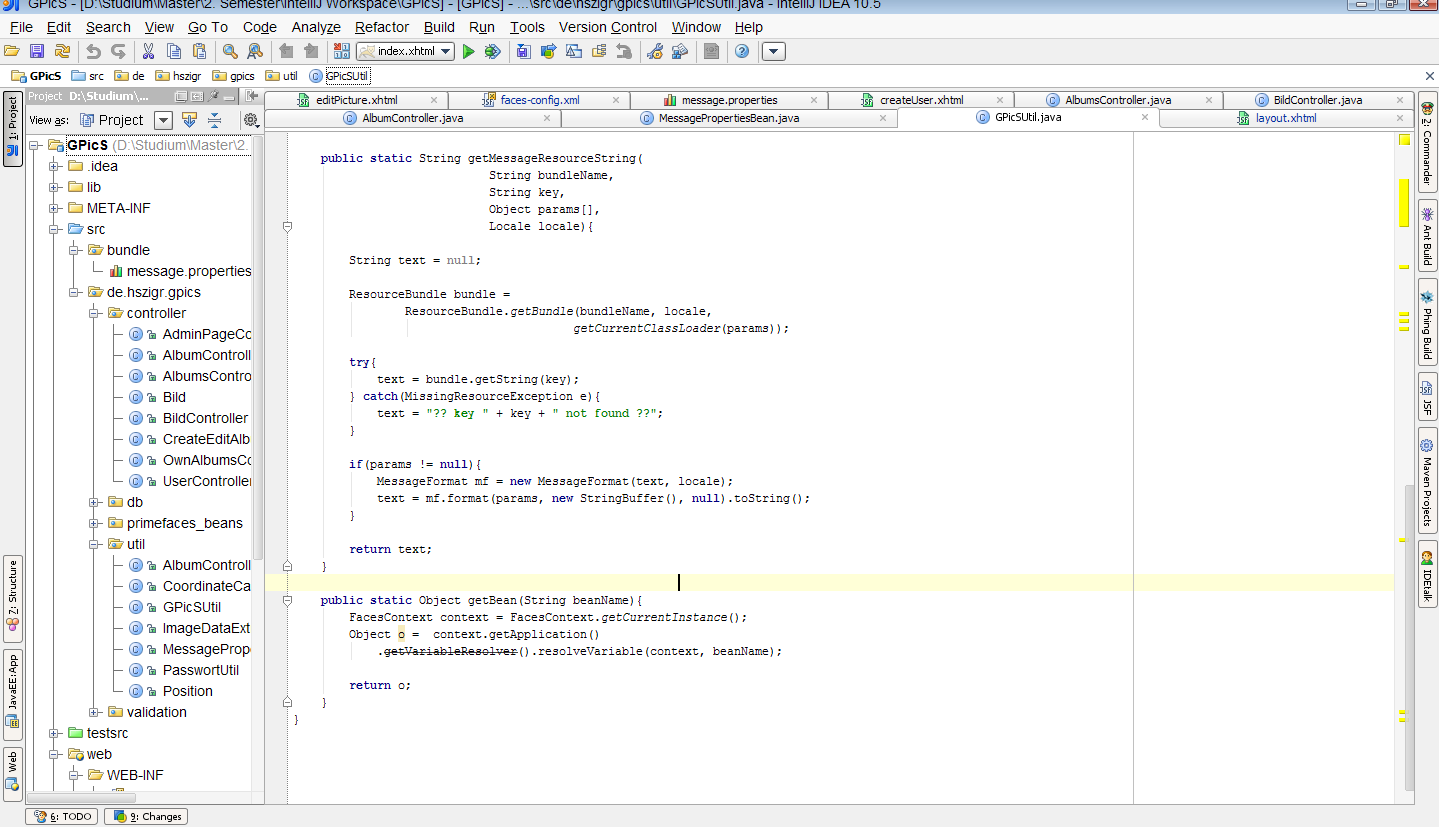 GPicS - [D:\Studium\Master\2. Semester\IntelliJ Workspace\GPicS] - [GPicS] - ...\src\de\hszigr\gpics\util\GPicSUtil.java - IntelliJ IDEA 10.5
File Edit Search View Go To Code Analyze Refactor Build Run Tools Version Control Window Help
index.xhtml
GPicS src de hszigr gpics util GPicSUtil
Project D:\Studium\...
View as: Project
editPicture.xhtml faces-config.xml message.properties createUser.xhtml AlbumsController.java BildController.java
AlbumController.java MessagePropertiesBean.java GPicSUtil.java layout.xhtml
1: Project
7: Structure
JavaEE:App
Web
GPicS (D:\Studium\Master\2.
.idea
lib
META-INF
src
bundle
message.properties
de.hszigr.gpics
controller
AdminPageCo
AlbumControll
AlbumsContro
Bild
BildController
CreateEditAlb
OwnAlbumsCo
UserController
db
primefaces_beans
util
AlbumControll
CoordinateCa
GPicSUtil
ImageDataExt
MessageProp
PasswortUtil
Position
validation
testsrc
web
WEB-INF
public static String getMessageResourceString(
String bundleName,
String key,
Object params[],
Locale locale){
String text = null;
ResourceBundle bundle =
ResourceBundle.getBundle(bundleName, locale,
getCurrentClassLoader(params));
try{
text = bundle.getString(key);
} catch(MissingResourceException e){
text = "?? key " + key + " not found ??";
}
if(params != null){
MessageFormat mf = new MessageFormat(text, locale);
text = mf.format(params, new StringBuffer(), null).toString();
}
return text;
}
public static Object getBean(String beanName){
FacesContext context = FacesContext.getCurrentInstance();
Object o =  context.getApplication()
.getVariableResolver().resolveVariable(context, beanName);
return o;
}
}
2: Commander
Ant Build
Phing Build
JSF
Maven Projects
IDEtalk
6: TODO 9: Changes